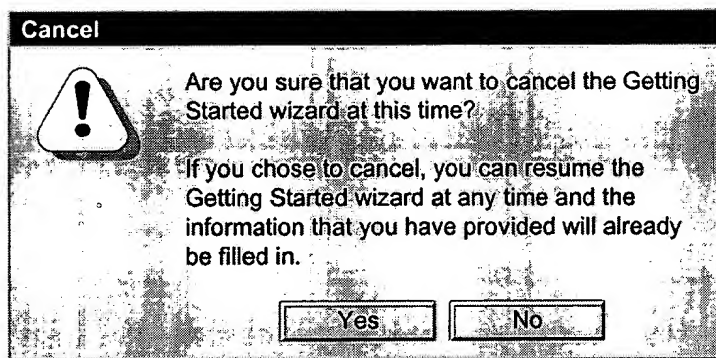 Cancel
Are you sure that you want to cancel the Getting
Started wizard at this time?
If you chose to cancel, you can resume the
Getting Started wizard at any time and the
information that you have provided will already
be filled in.
Yes No